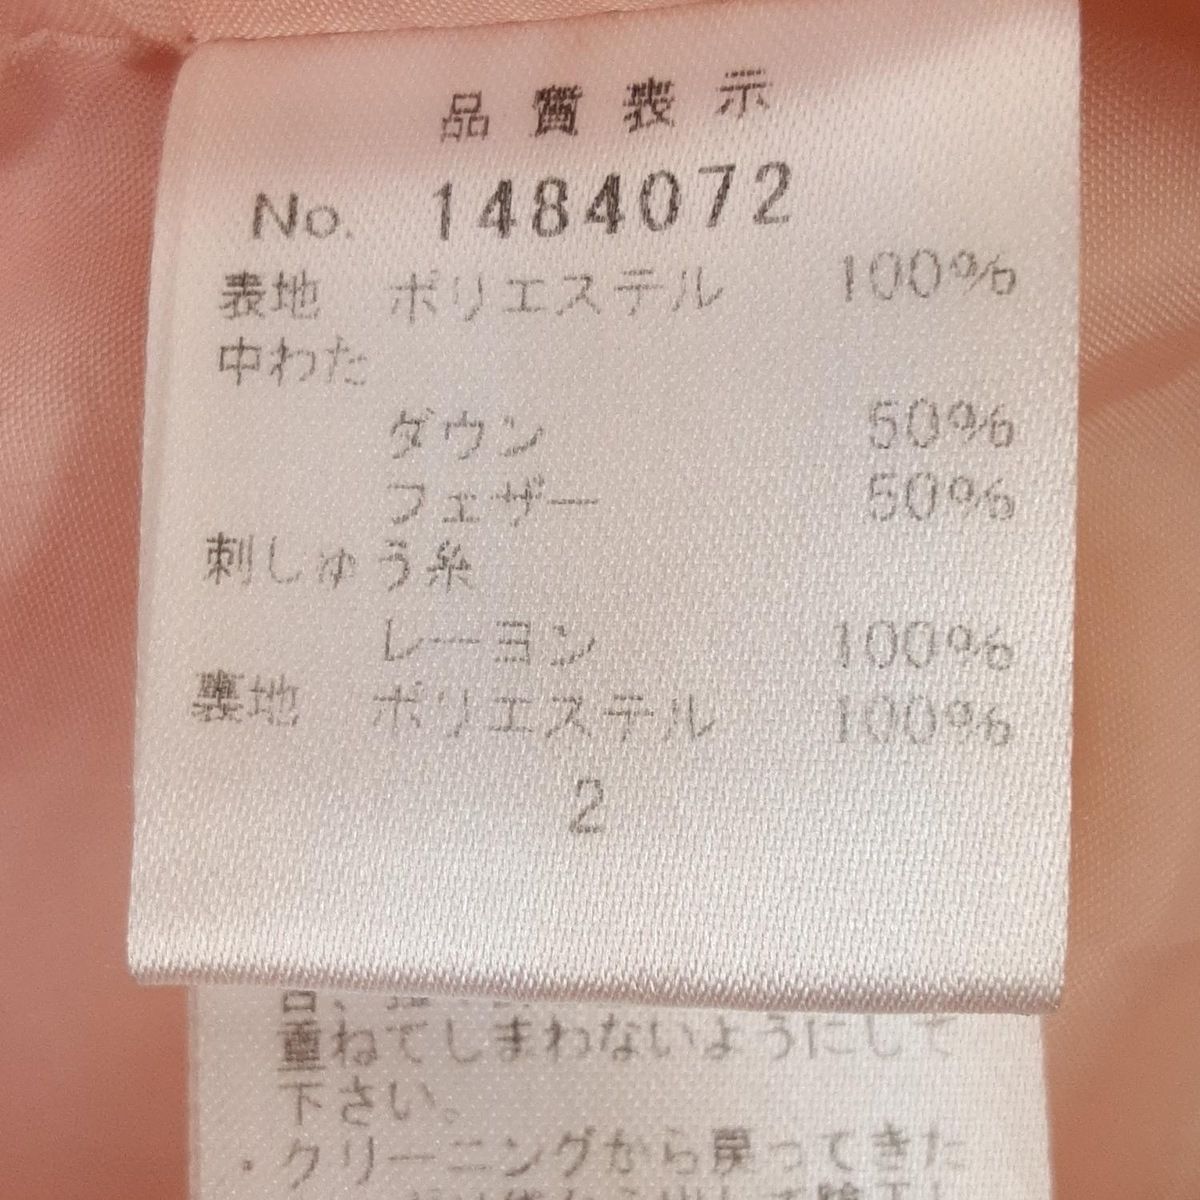 品質表示
No. 1484072
表地 ポリエステル 100%
中わた
ダウン 50%
フェザー 50%
刺しゅう糸
レーヨン 100%
裏地 ポリエステル 100%
2
重ねてしまわないようにして
下さい。
・クリーニングから戻ってきた